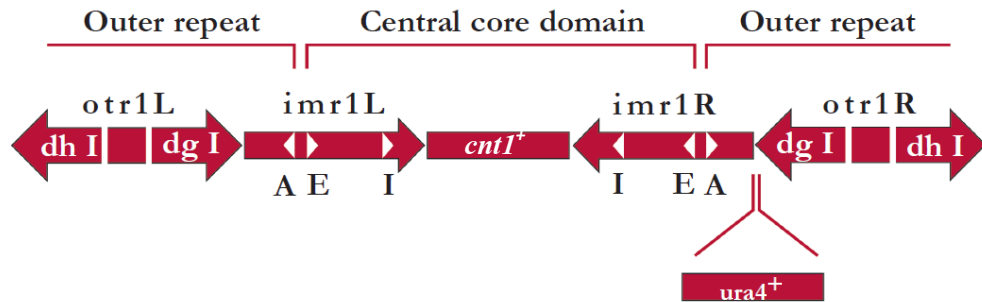 Outer repeat Central core domain Outer repeat
otr1L imr1L imr1R otr1R
dh I dg I cnt1+ dg I dh I
A E I I E A
ura4+